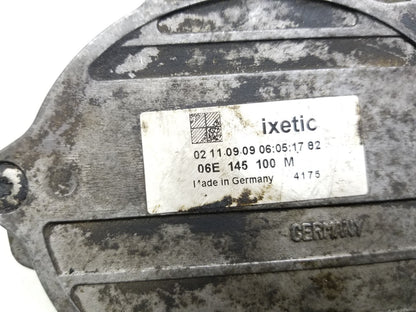 ixetic
02 11-09-09 06:05:17 82
06E 145 100 M
Made in Germany 4175
GERMANY